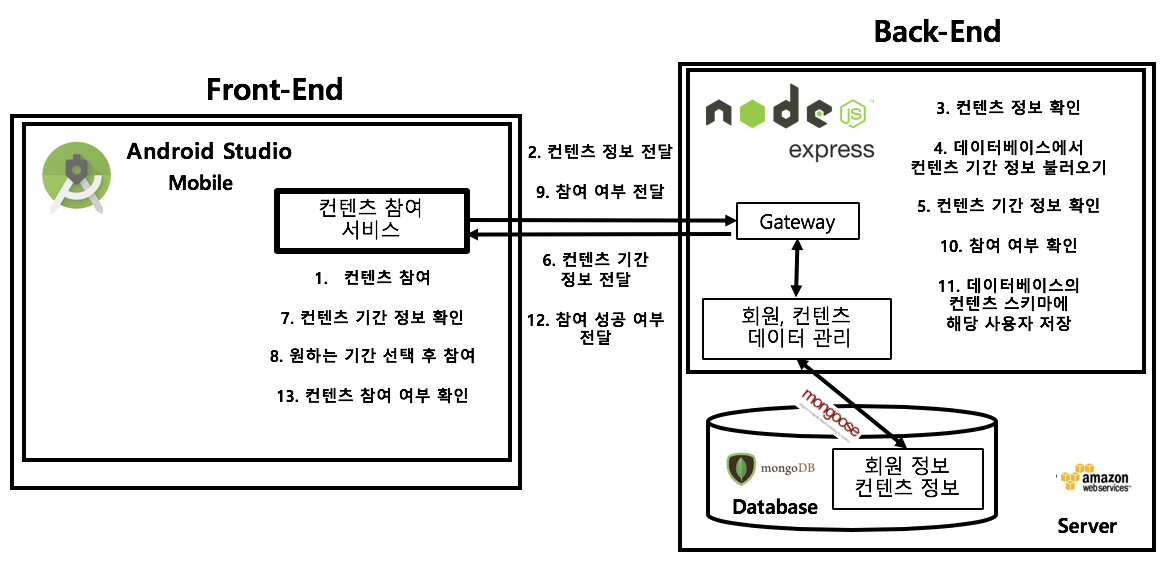 Back-End
Front-End
Android Studio
Mobile
컨텐츠 참여
서비스
1. 컨텐츠 참여
7. 컨텐츠 기간 정보 확인
8. 원하는 기간 선택 후 참여
13. 컨텐츠 참여 여부 확인
2. 컨텐츠 정보 전달
9. 참여 여부 전달
6. 컨텐츠 기간
정보 전달
12. 참여 성공 여부
전달
node
JS
express
Gateway
회원, 컨텐츠
데이터 관리
3. 컨텐츠 정보 확인
4. 데이터베이스에서
컨텐츠 기간 정보 불러오기
5. 컨텐츠 기간 정보 확인
10. 참여 여부 확인
11. 데이터베이스의
컨텐츠 스키마에
해당 사용자 저장
mongoose
mongoDB
Database
회원 정보
컨텐츠 정보
amazon
webservices™
Server